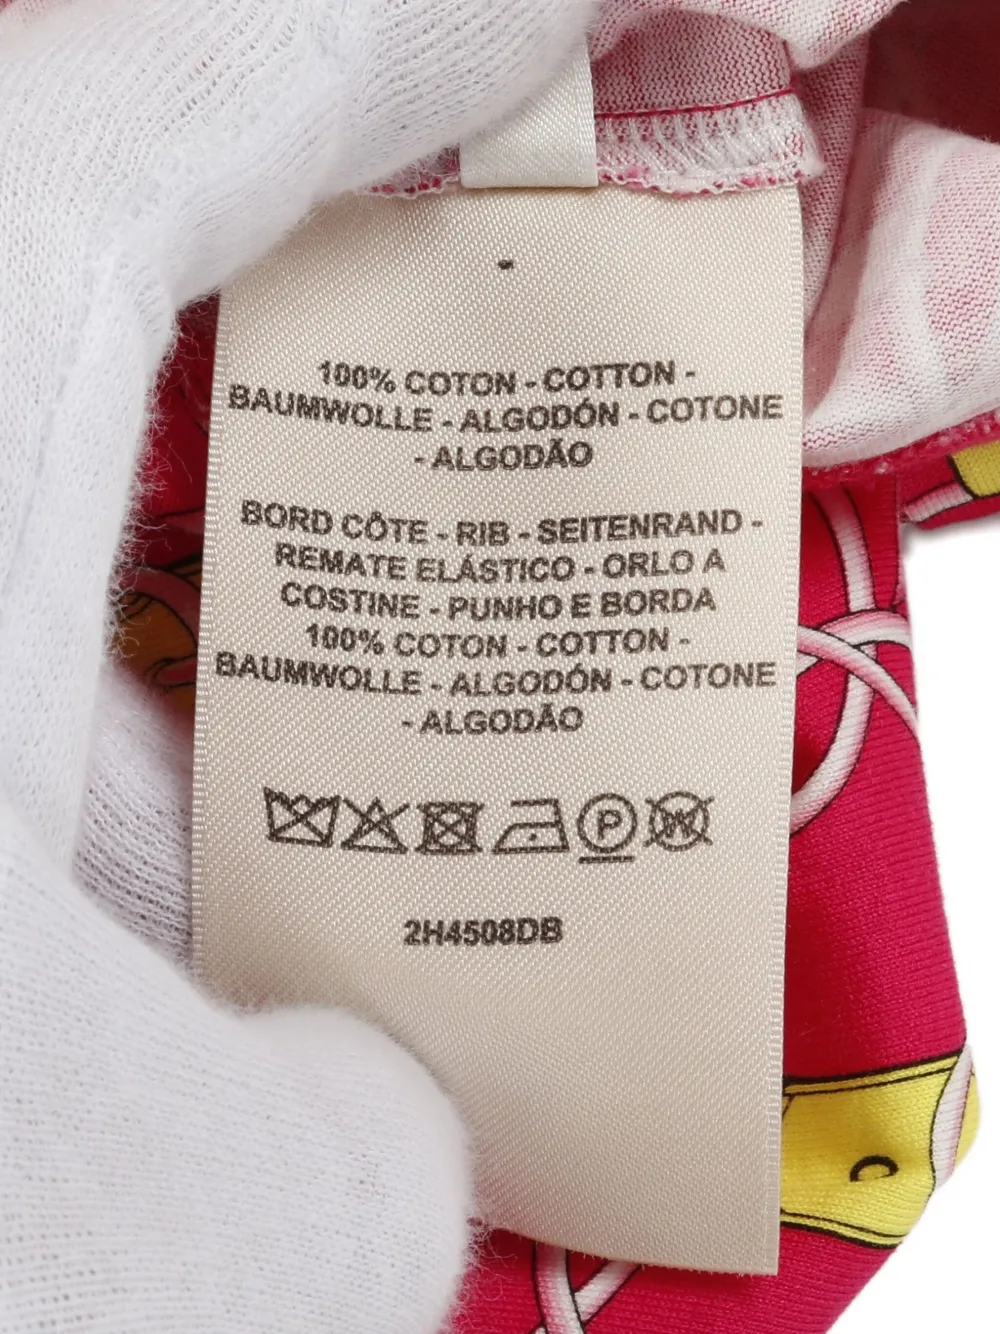 100% COTON - COTTON -
BAUMWOLLE - ALGODÓN - COTONE
- ALGODÃO
BORD CÔTE - RIB - SEITENRAND -
REMATE ELÁSTICO - ORLO A
COSTINE - PUNHO E BORDA
100% COTON - COTTON -
BAUMWOLLE - ALGODÓN - COTONE
- ALGODÃO
P W
2H4508DB